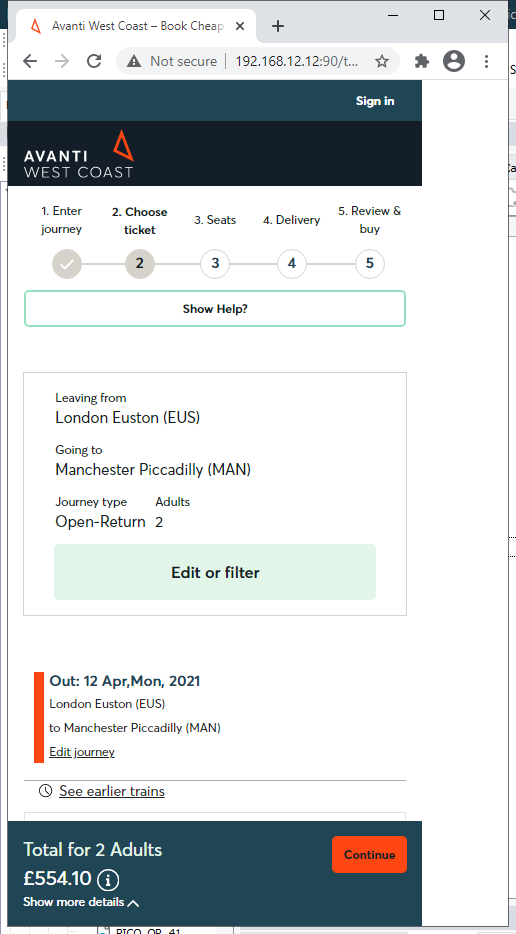 Avanti West Coast – Book Cheap
Not secure | 192.168.12.12:90/t...
Sign in
AVANTI
WEST COAST
1. Enter journey
2. Choose ticket
3. Seats
4. Delivery
5. Review & buy
2
3
4
5
Show Help?
Leaving from
London Euston (EUS)
Going to
Manchester Piccadilly (MAN)
Journey type Adults
Open-Return 2
Edit or filter
Out: 12 Apr,Mon, 2021
London Euston (EUS)
to Manchester Piccadilly (MAN)
Edit journey
See earlier trains
Total for 2 Adults
Continue
£554.10
Show more details